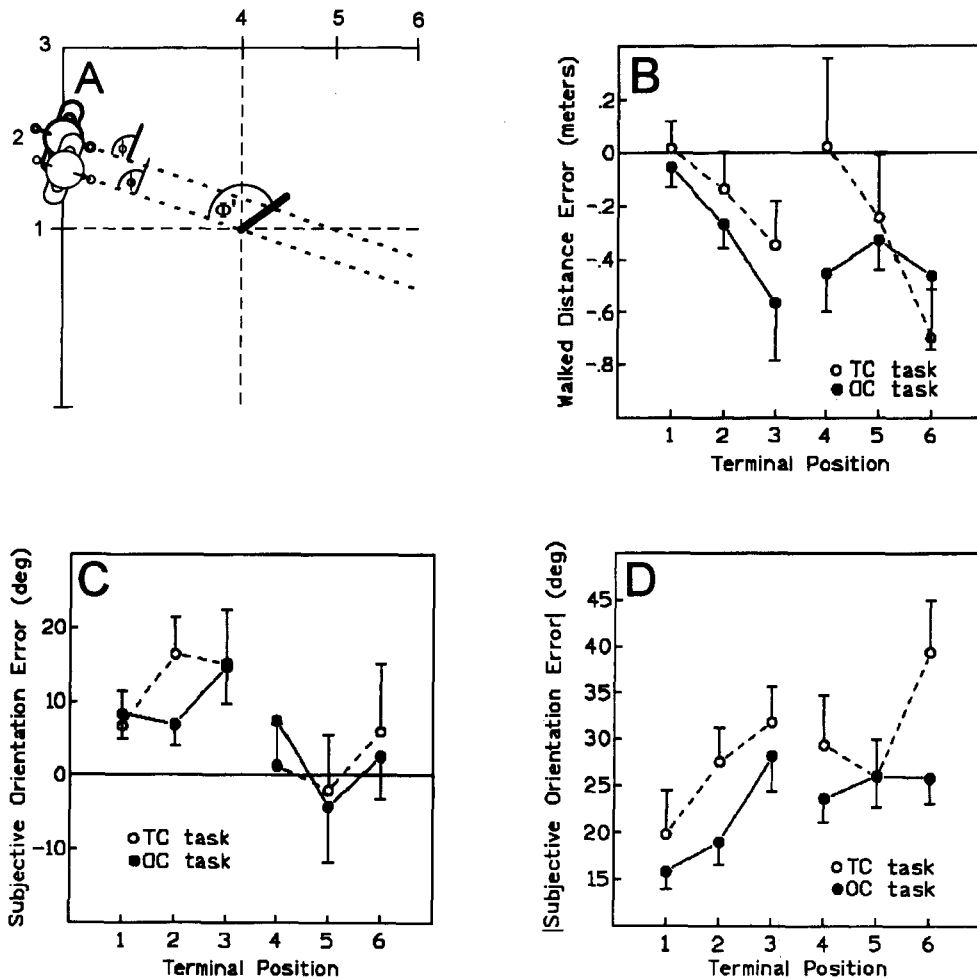 4 5 6
3
A
2
1
ϕ
ϕ
Φ'
B
Walked Distance Error (meters)
.2
0
-.2
-.4
-.6
-.8
TC task
OC task
1 2 3 4 5 6
Terminal Position
C
Subjective Orientation Error (deg)
20
10
0
-10
TC task
OC task
1 2 3 4 5 6
Terminal Position
D
|Subjective Orientation Error| (deg)
45
40
35
30
25
20
15
TC task
OC task
1 2 3 4 5 6
Terminal Position